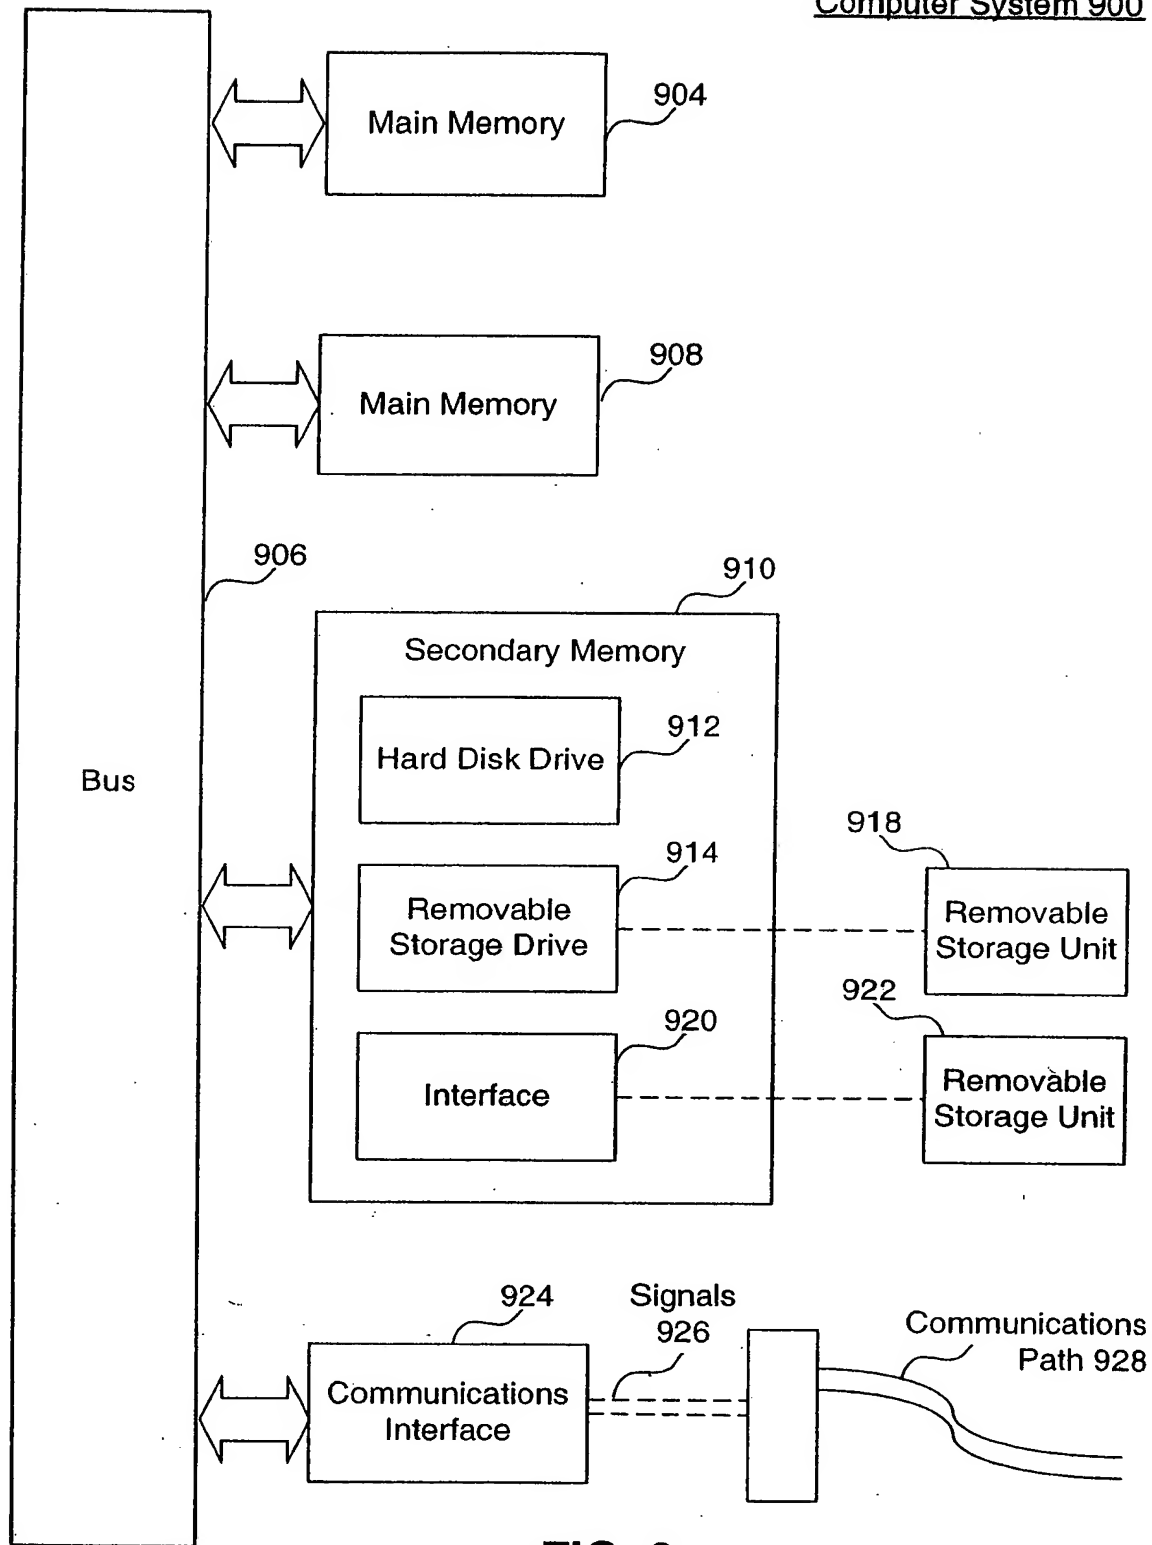 Computer System 900
904
Main Memory
908
Main Memory
906
910
Secondary Memory
912
Hard Disk Drive
Bus
914
918
Removable
Storage Drive
Removable
Storage Unit
920
922
Interface
Removable
Storage Unit
924
Signals
926
Communications
Path 928
Communications
Interface